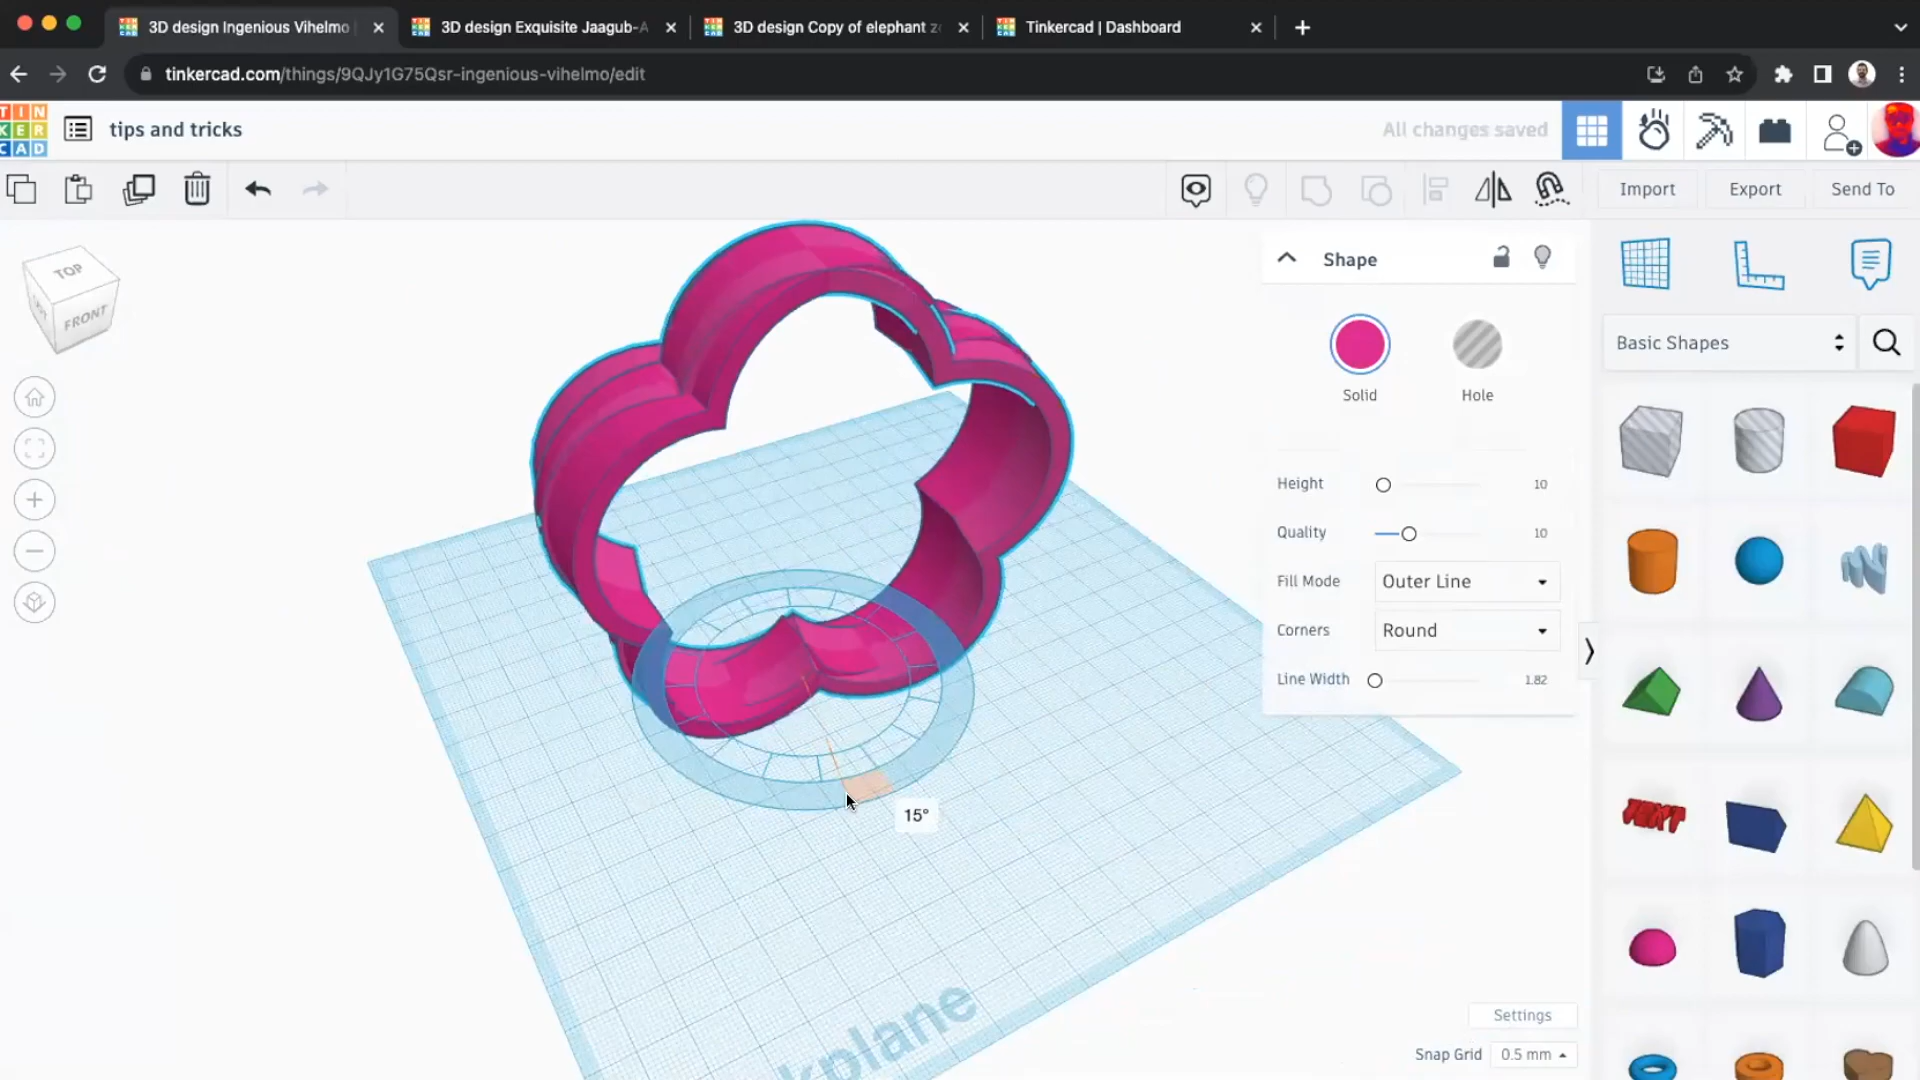 3D design Ingenious Vihelmo
3D design Exquisite Jaagub-A
3D design Copy of elephant z
Tinkercad | Dashboard
tinkercad.com/things/9QJy1G75Qsr-ingenious-vihelmo/edit
TIN
KER
CAD
tips and tricks
All changes saved
Import
Export
Send To
TOP
FRONT
Shape
Solid
Hole
Basic Shapes
Height
10
Quality
10
Fill Mode
Outer Line
Corners
Round
Line Width
1.82
15°
TEXT
kplane
Settings
Snap Grid
0.5 mm